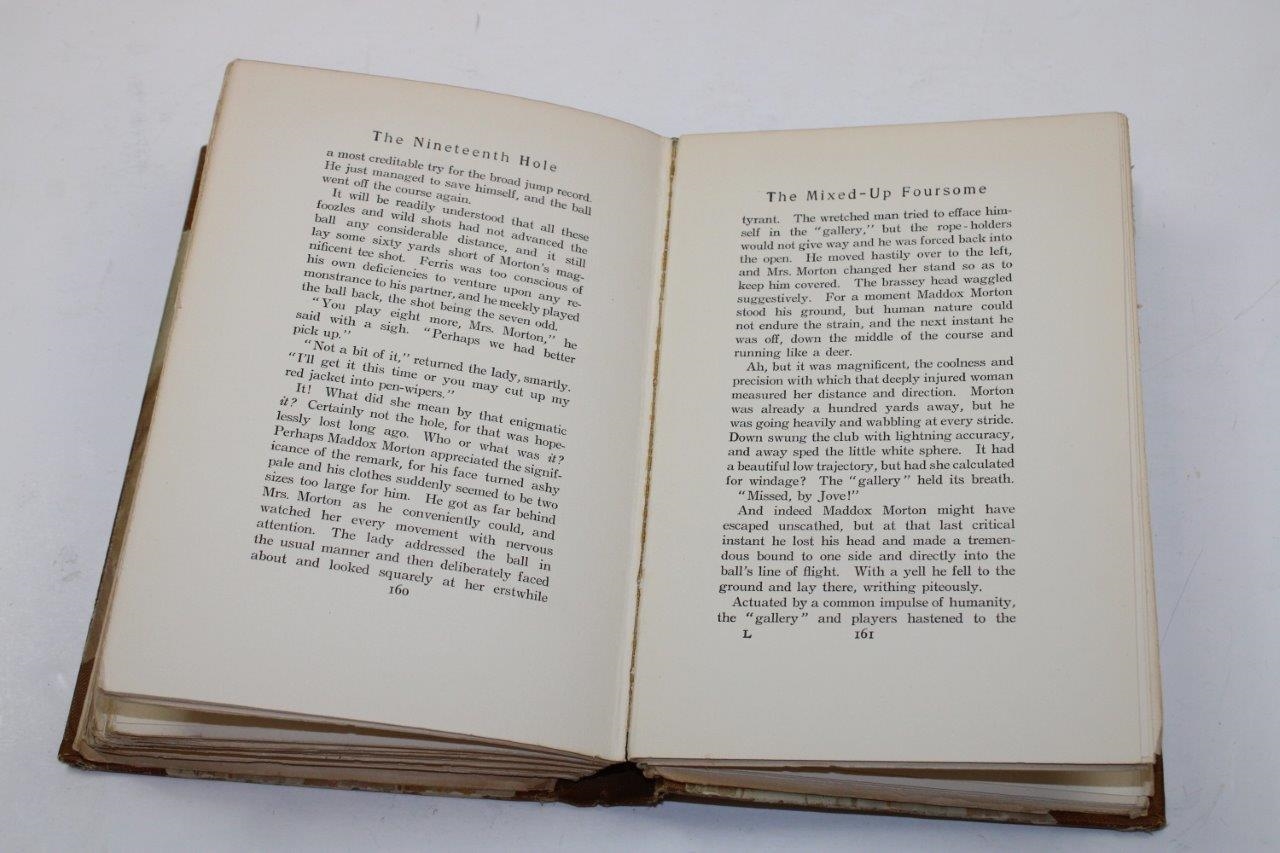 The Nineteenth Hole
a most creditable try for the broad jump record.
He just managed to save himself, and the ball
went off the course again.
It will be readily understood that all these
foozles and wild shots had not advanced the
ball any considerable distance, and it still
lay some sixty yards short of Morton's mag-
nificent tee shot. Ferris was too conscious of
his own deficiencies to venture upon any re-
monstrance to his partner, and he meekly played
the ball back, the shot being the seven odd.
"You play eight more, Mrs. Morton," he
said with a sigh. "Perhaps we had better
pick up."
"Not a bit of it," returned the lady, smartly.
"I'll get it this time or you may cut up my
red jacket into pen-wipers."
It! What did she mean by that enigmatic
it? Certainly not the hole, for that was hope-
lessly lost long ago. Who or what was it?
Perhaps Maddox Morton appreciated the signif-
icance of the remark, for his face turned ashy
pale and his clothes suddenly seemed to be two
sizes too large for him. He got as far behind
Mrs. Morton as he conveniently could, and
watched her every movement with nervous
attention. The lady addressed the ball in
the usual manner and then deliberately faced
about and looked squarely at her erstwhile
160
The Mixed-Up Foursome
tyrant. The wretched man tried to efface him-
self in the "gallery," but the rope-holders
would not give way and he was forced back into
the open. He moved hastily over to the left,
and Mrs. Morton changed her stand so as to
keep him covered. The brassey head waggled
suggestively. For a moment Maddox Morton
stood his ground, but human nature could
not endure the strain, and the next instant he
was off, down the middle of the course and
running like a deer.
Ah, but it was magnificent, the coolness and
precision with which that deeply injured woman
measured her distance and direction. Morton
was already a hundred yards away, but he
was going heavily and wabbling at every stride.
Down swung the club with lightning accuracy,
and away sped the little white sphere. It had
a beautiful low trajectory, but had she calculated
for windage? The "gallery" held its breath.
"Missed, by Jove!"
And indeed Maddox Morton might have
escaped unscathed, but at that last critical
instant he lost his head and made a tremen-
dous bound to one side and directly into the
ball's line of flight. With a yell he fell to the
ground and lay there, writhing piteously.
Actuated by a common impulse of humanity,
the "gallery" and players hastened to the
L 161